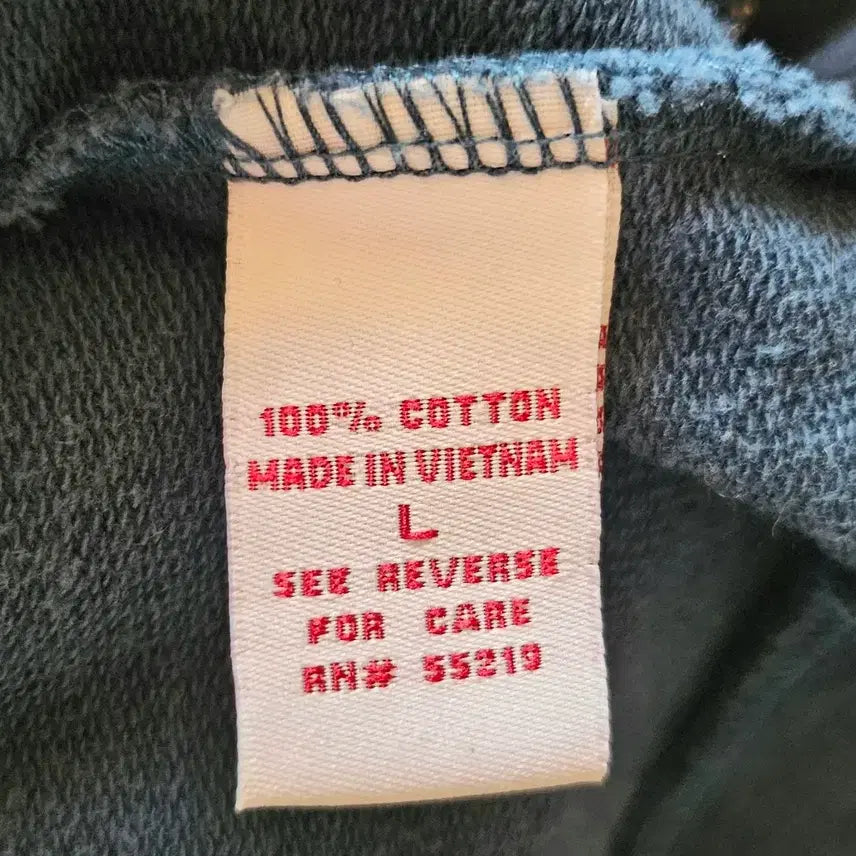 100% COTTON
MADE IN VIETNAM
L
SEE REVERSE
FOR CARE
RN# 55219